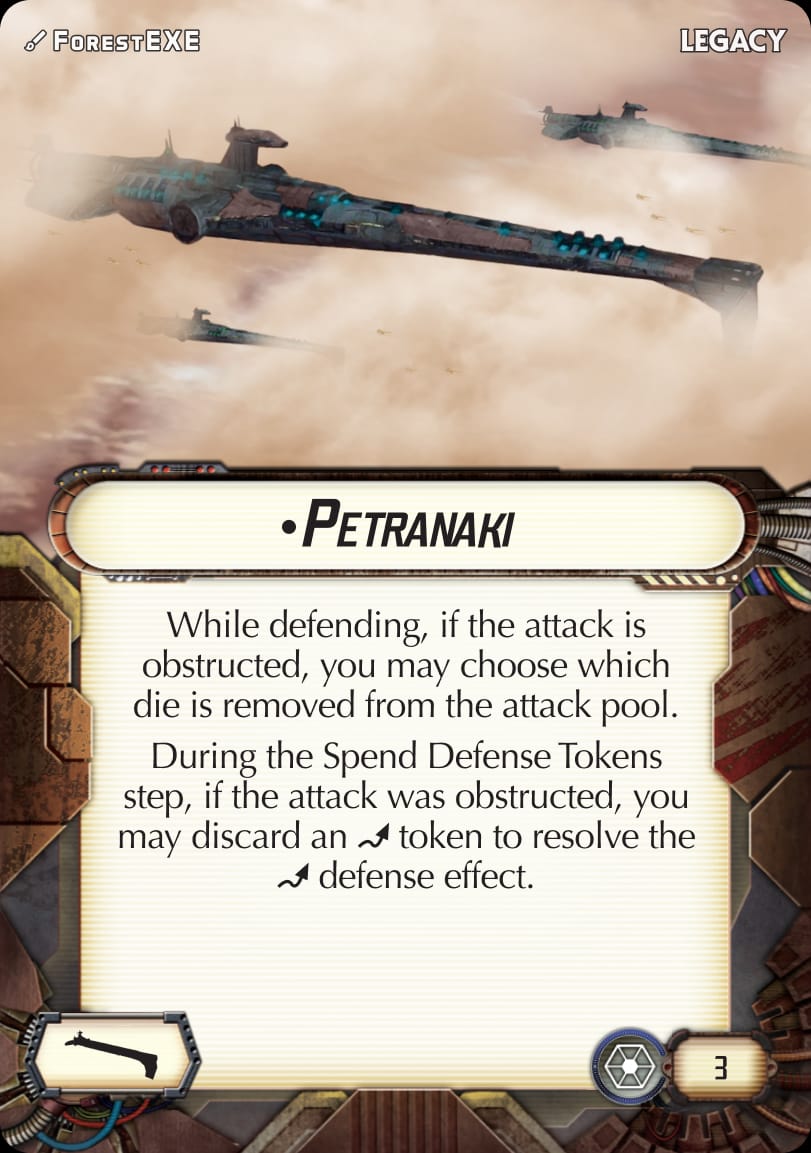 ForestEXE
LEGACY
•Petranaki
While defending, if the attack is
obstructed, you may choose which
die is removed from the attack pool.
During the Spend Defense Tokens
step, if the attack was obstructed, you
may discard an token to resolve the
defense effect.
3